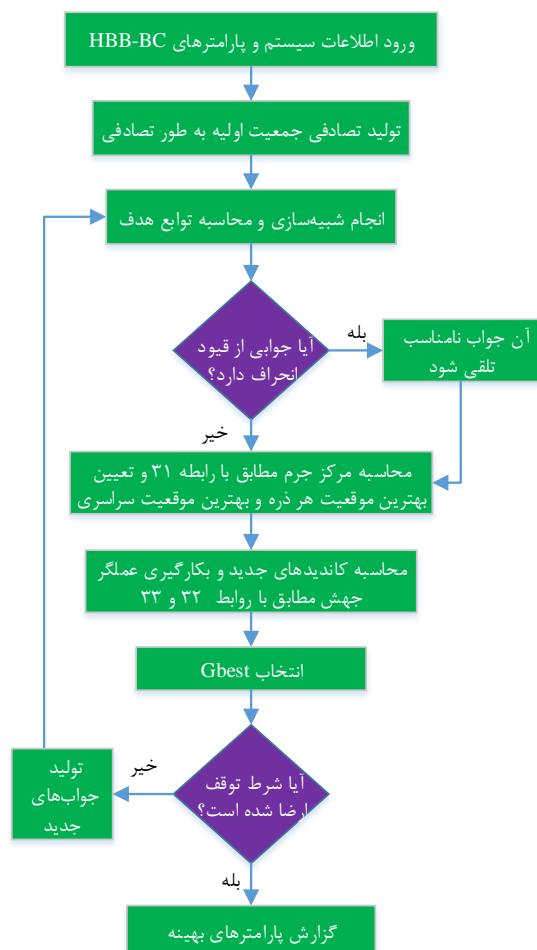 ورود اطلاعات سیستم و پارامترهای HBB-BC
تولید تصادفی جمعیت اولیه به طور تصادفی
انجام شبیه‌سازی و محاسبه توابع هدف
آیا جوابی از قیود
انحراف دارد؟
بله
آن جواب نامناسب
تلقی شود
خیر
محاسبه مرکز جرم مطابق با رابطه ۳۱ و تعیین
بهترین موقعیت هر ذره و بهترین موقعیت سراسری
محاسبه کاندیدهای جدید و بکارگیری عملگر
جهش مطابق با روابط ۳۲ و ۳۳
انتخاب Gbest
آیا شرط توقف
ارضا شده است؟
خیر
تولید
جواب‌های
جدید
بله
گزارش پارامترهای بهینه